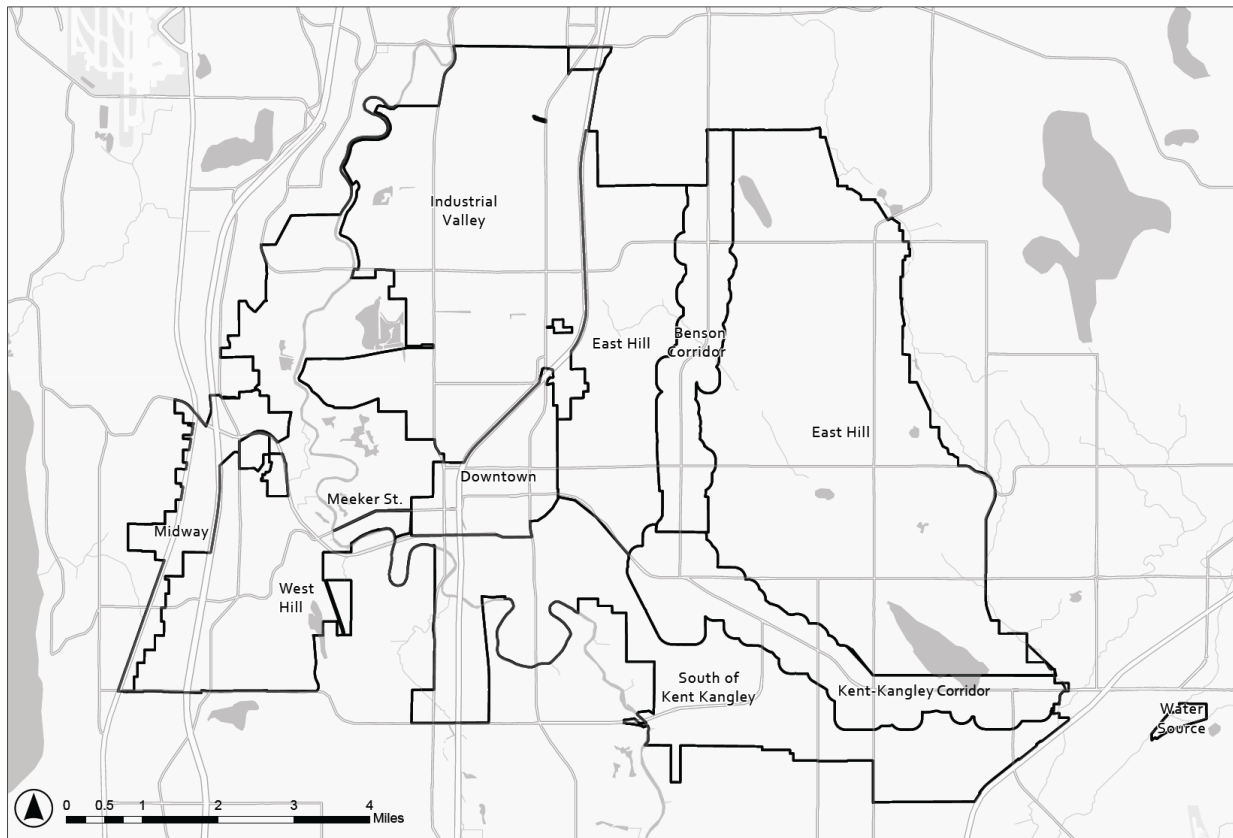 Industrial
Valley
East Hill
Benson
Corridor
East Hill
Downtown
Meeker St.
Midway
West
Hill
South of
Kent Kangley
Kent-Kangley Corridor
Water
Source
0 0.5 1 2 3 4
Miles